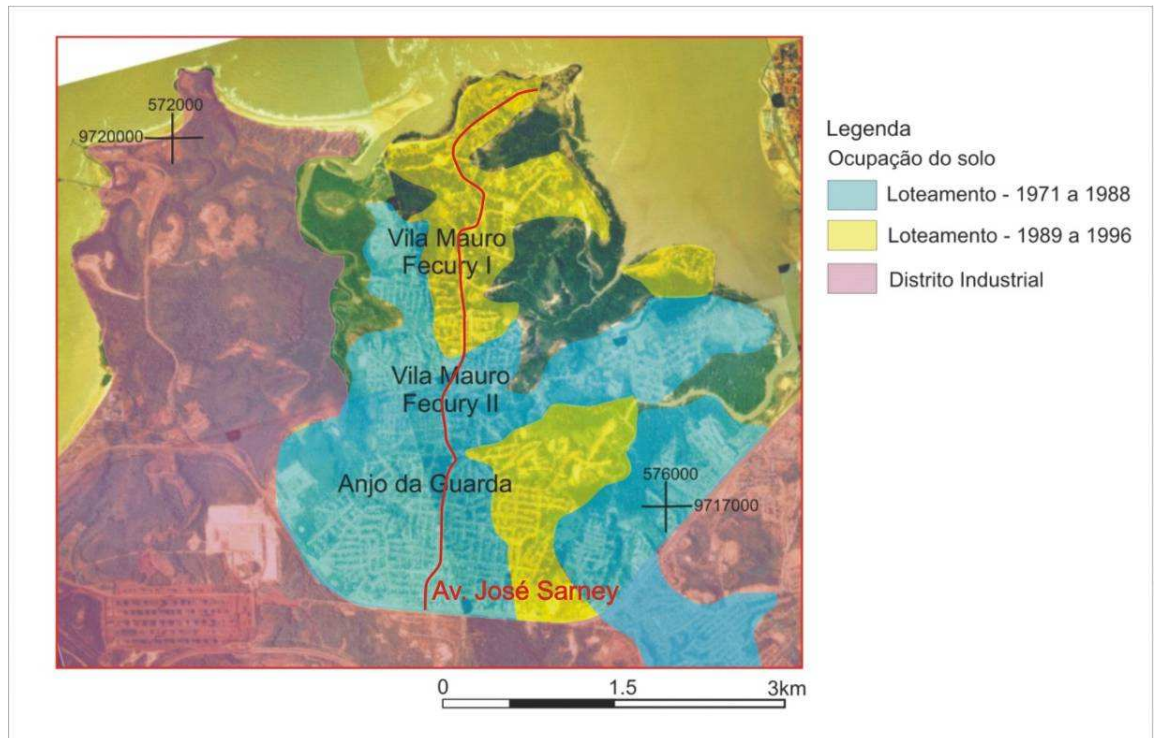 572000
9720000
Vila Mauro
Fecury I
Vila Mauro
Fecury II
Anjo da Guarda
576000
9717000
Av. José Sarney
0 1.5 3km
Legenda
Ocupação do solo
Loteamento - 1971 a 1988
Loteamento - 1989 a 1996
Distrito Industrial